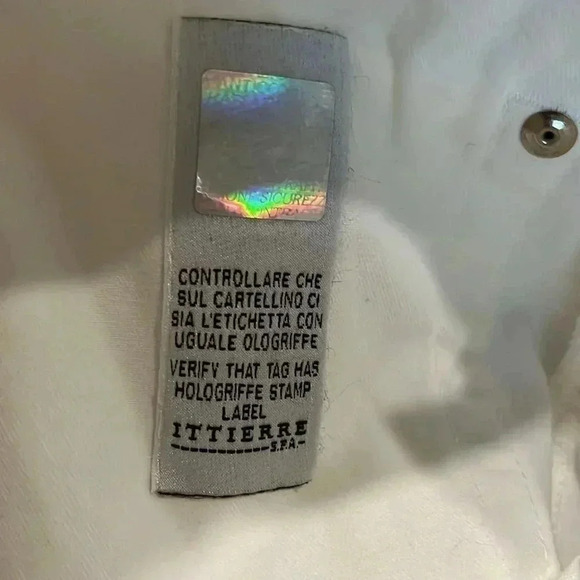 CONTROLLARE CHE
SUL CARTELLINO CI
SIA L'ETICHETTA CON
UGUALE OLOGRIFFE
VERIFY THAT TAG HAS
HOLOGRIFFE STAMP
LABEL
ITTIERRE
S.P.A.